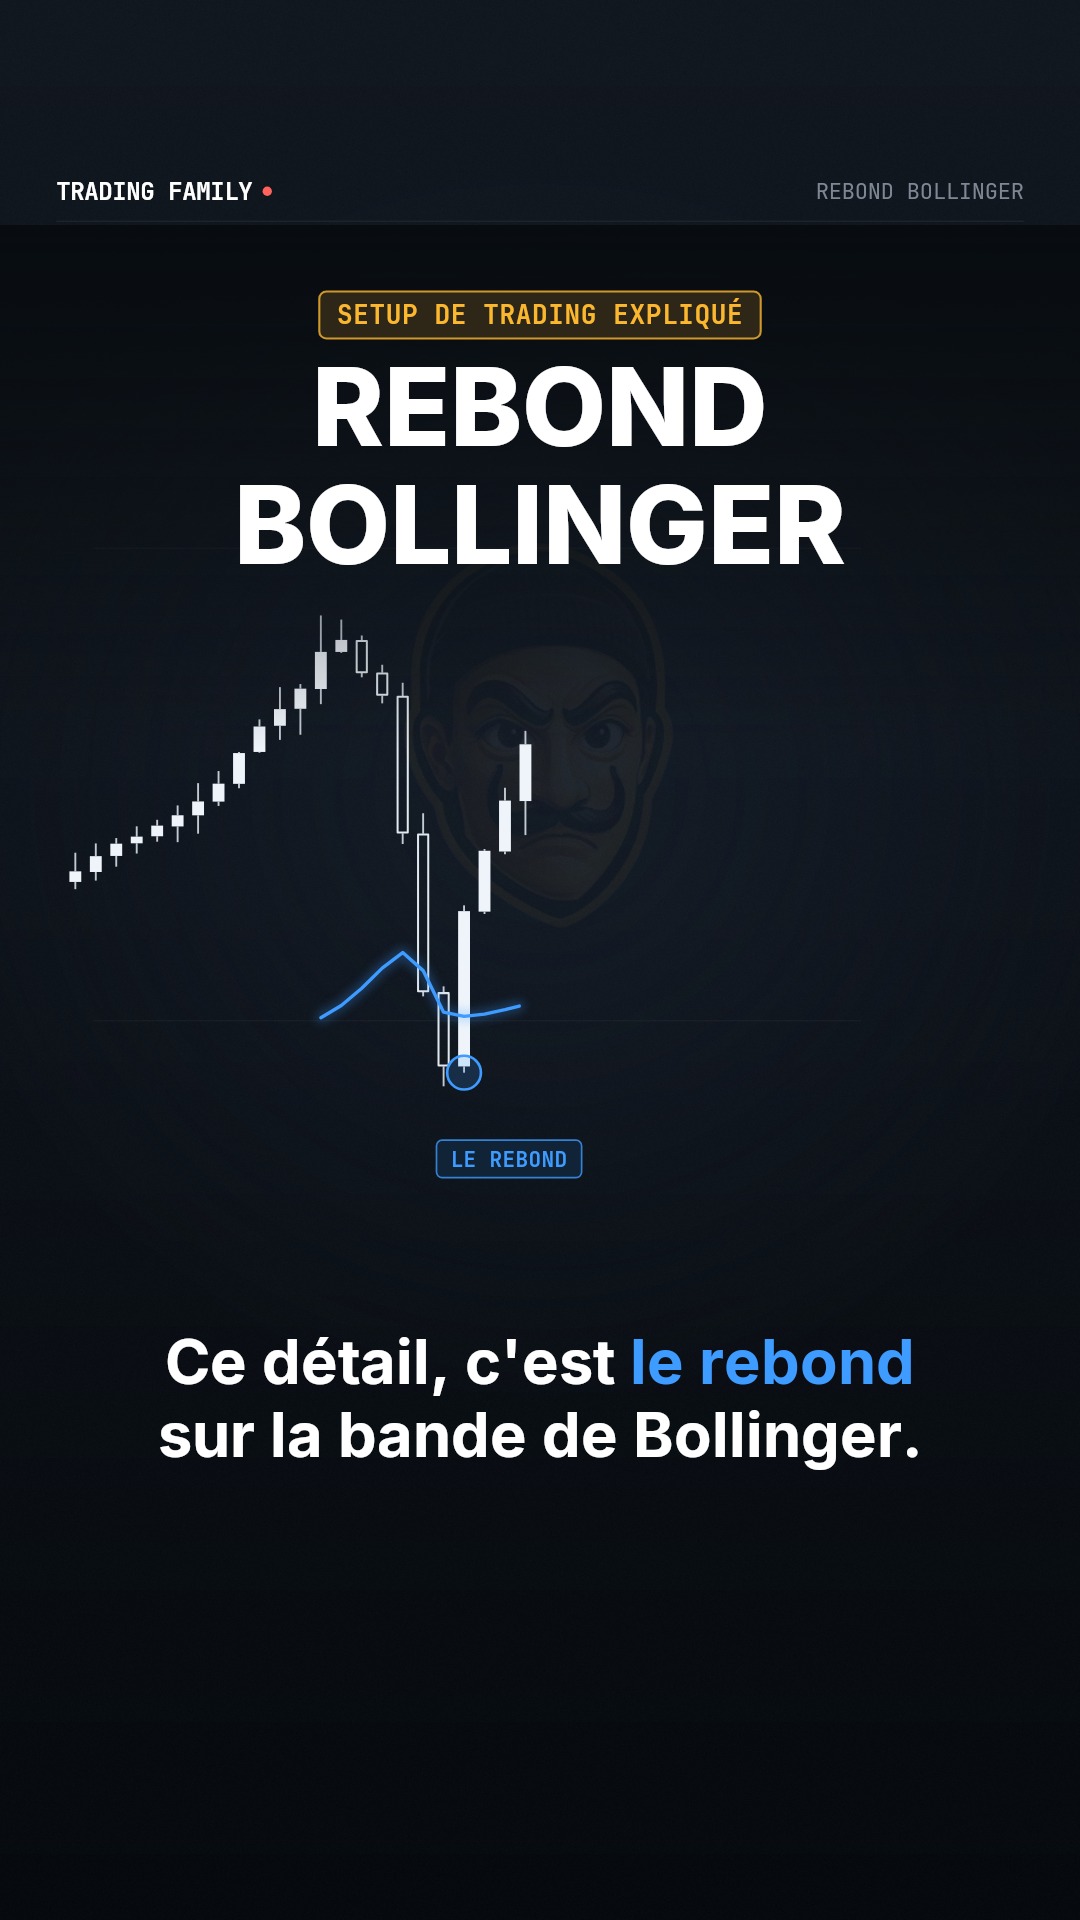 TRADING FAMILY
REBOND BOLLINGER
SETUP DE TRADING EXPLIQUÉ
REBOND
BOLLINGER
LE REBOND
Ce détail, c'est le rebond
sur la bande de Bollinger.